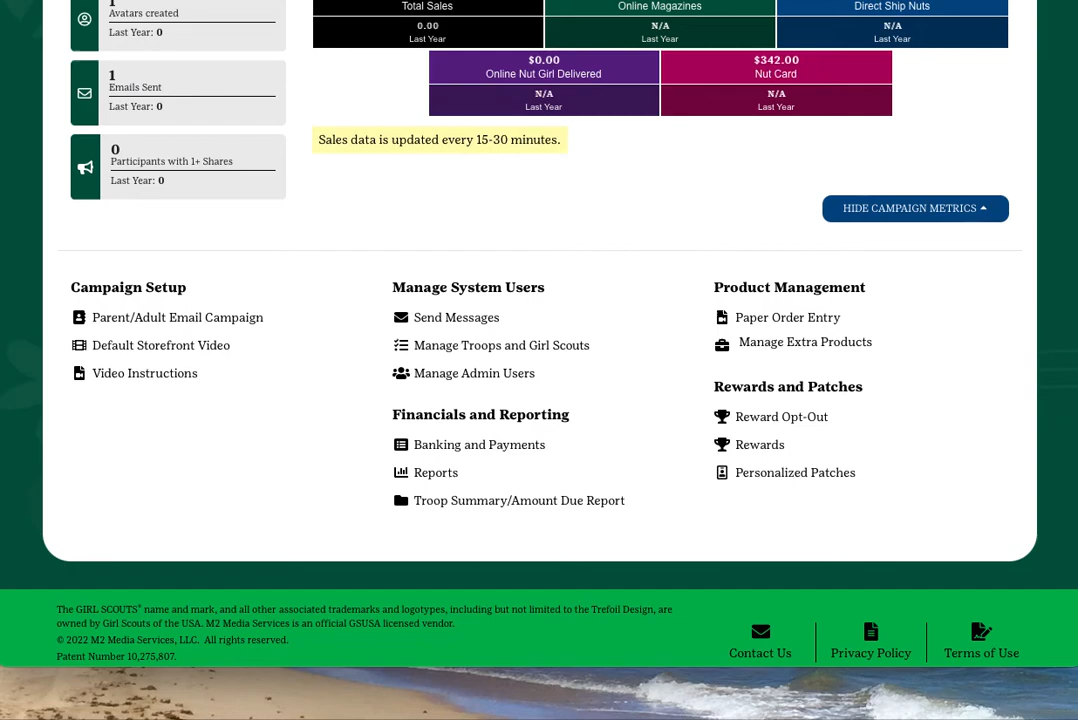 1
Avatars created
Last Year: 0
1
Emails Sent
Last Year: 0
0
Participants with 1+ Shares
Last Year: 0
Total Sales
0.00
Last Year
Online Magazines
N/A
Last Year
Direct Ship Nuts
N/A
Last Year
$0.00
Online Nut Girl Delivered
N/A
Last Year
$342.00
Nut Card
N/A
Last Year
Sales data is updated every 15-30 minutes.
HIDE CAMPAIGN METRICS
Campaign Setup
Parent/Adult Email Campaign
Default Storefront Video
Video Instructions
Manage System Users
Send Messages
Manage Troops and Girl Scouts
Manage Admin Users
Financials and Reporting
Banking and Payments
Reports
Troop Summary/Amount Due Report
Product Management
Paper Order Entry
Manage Extra Products
Rewards and Patches
Reward Opt-Out
Rewards
Personalized Patches
The GIRL SCOUTS® name and mark, and all other associated trademarks and logotypes, including but not limited to the Trefoil Design, are
owned by Girl Scouts of the USA. M2 Media Services is an official GSUSA licensed vendor.
© 2022 M2 Media Services, LLC. All rights reserved.
Patent Number 10,275,807.
Contact Us
Privacy Policy
Terms of Use